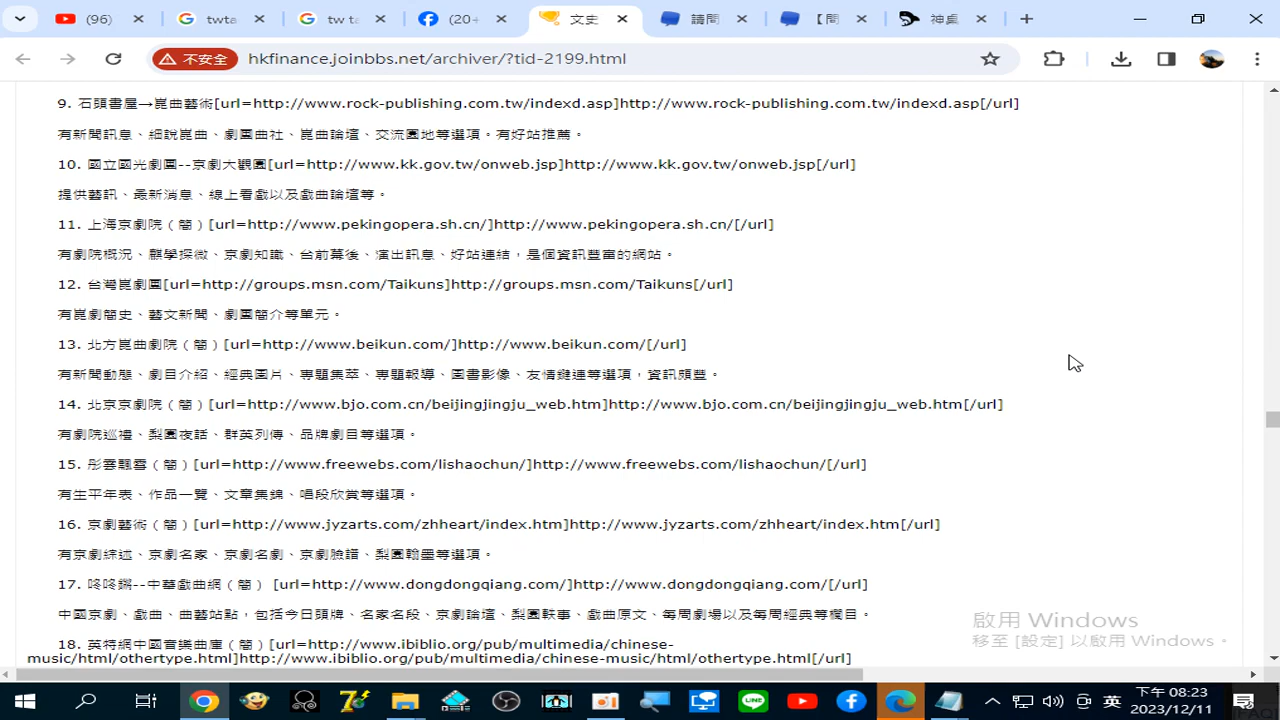 (96)
twta
tw ta
(20+
文史
請問
【問
神桌
不安全
hkfinance.joinbbs.net/archiver/?tid-2199.html
9. 石頭書屋→崑曲藝術[url=http://www.rock-publishing.com.tw/indexd.asp]http://www.rock-publishing.com.tw/indexd.asp[/url]
有新聞訊息、細說崑曲、劇團曲社、崑曲論壇、交流園地等選項。有好站推薦。
10. 國立國光劇團--京劇大觀園[url=http://www.kk.gov.tw/onweb.jsp]http://www.kk.gov.tw/onweb.jsp[/url]
提供藝訊、最新消息、線上看戲以及戲曲論壇等。
11. 上海京劇院（簡）[url=http://www.pekingopera.sh.cn/]http://www.pekingopera.sh.cn/[/url]
有劇院概況、麒學探微、京劇知識、台前幕後、演出訊息、好站連結，是個資訊豐富的網站。
12. 台灣崑劇團[url=http://groups.msn.com/Taikuns]http://groups.msn.com/Taikuns[/url]
有崑劇簡史、藝文新聞、劇團簡介等單元。
13. 北方崑曲劇院（簡）[url=http://www.beikun.com/]http://www.beikun.com/[/url]
有新聞動態、劇目介紹、經典圖片、專題集萃、專題報導、圖書影像、友情鏈連等選項，資訊頗豐。
14. 北京京劇院（簡）[url=http://www.bjo.com.cn/beijingjingju_web.htm]http://www.bjo.com.cn/beijingjingju_web.htm[/url]
有劇院巡禮、梨園夜話、群英列傳、品牌劇目等選項。
15. 彤雲飄雪（簡）[url=http://www.freewebs.com/lishaochun/]http://www.freewebs.com/lishaochun/[/url]
有生平年表、作品一覽、文章集錦、唱段欣賞等選項。
16. 京劇藝術（簡）[url=http://www.jyzarts.com/zhheart/index.htm]http://www.jyzarts.com/zhheart/index.htm[/url]
有京劇綜述、京劇名家、京劇名劇、京劇臉譜、梨園翰墨等選項。
17. 咚咚鏘--中華戲曲網（簡） [url=http://www.dongdongqiang.com/]http://www.dongdongqiang.com/[/url]
中國京劇、戲曲、曲藝站點，包括今日頭牌、名家名段、京劇論壇、梨園軼事、戲曲原文、每周劇場以及每周經典等欄目。
18. 英特網中國音樂曲庫（簡）[url=http://www.ibiblio.org/pub/multimedia/chinese-
music/html/othertype.html]http://www.ibiblio.org/pub/multimedia/chinese-music/html/othertype.html[/url]
啟用 Windows
移至 [設定] 以啟用 Windows。
英
下午 08:23
2023/12/11